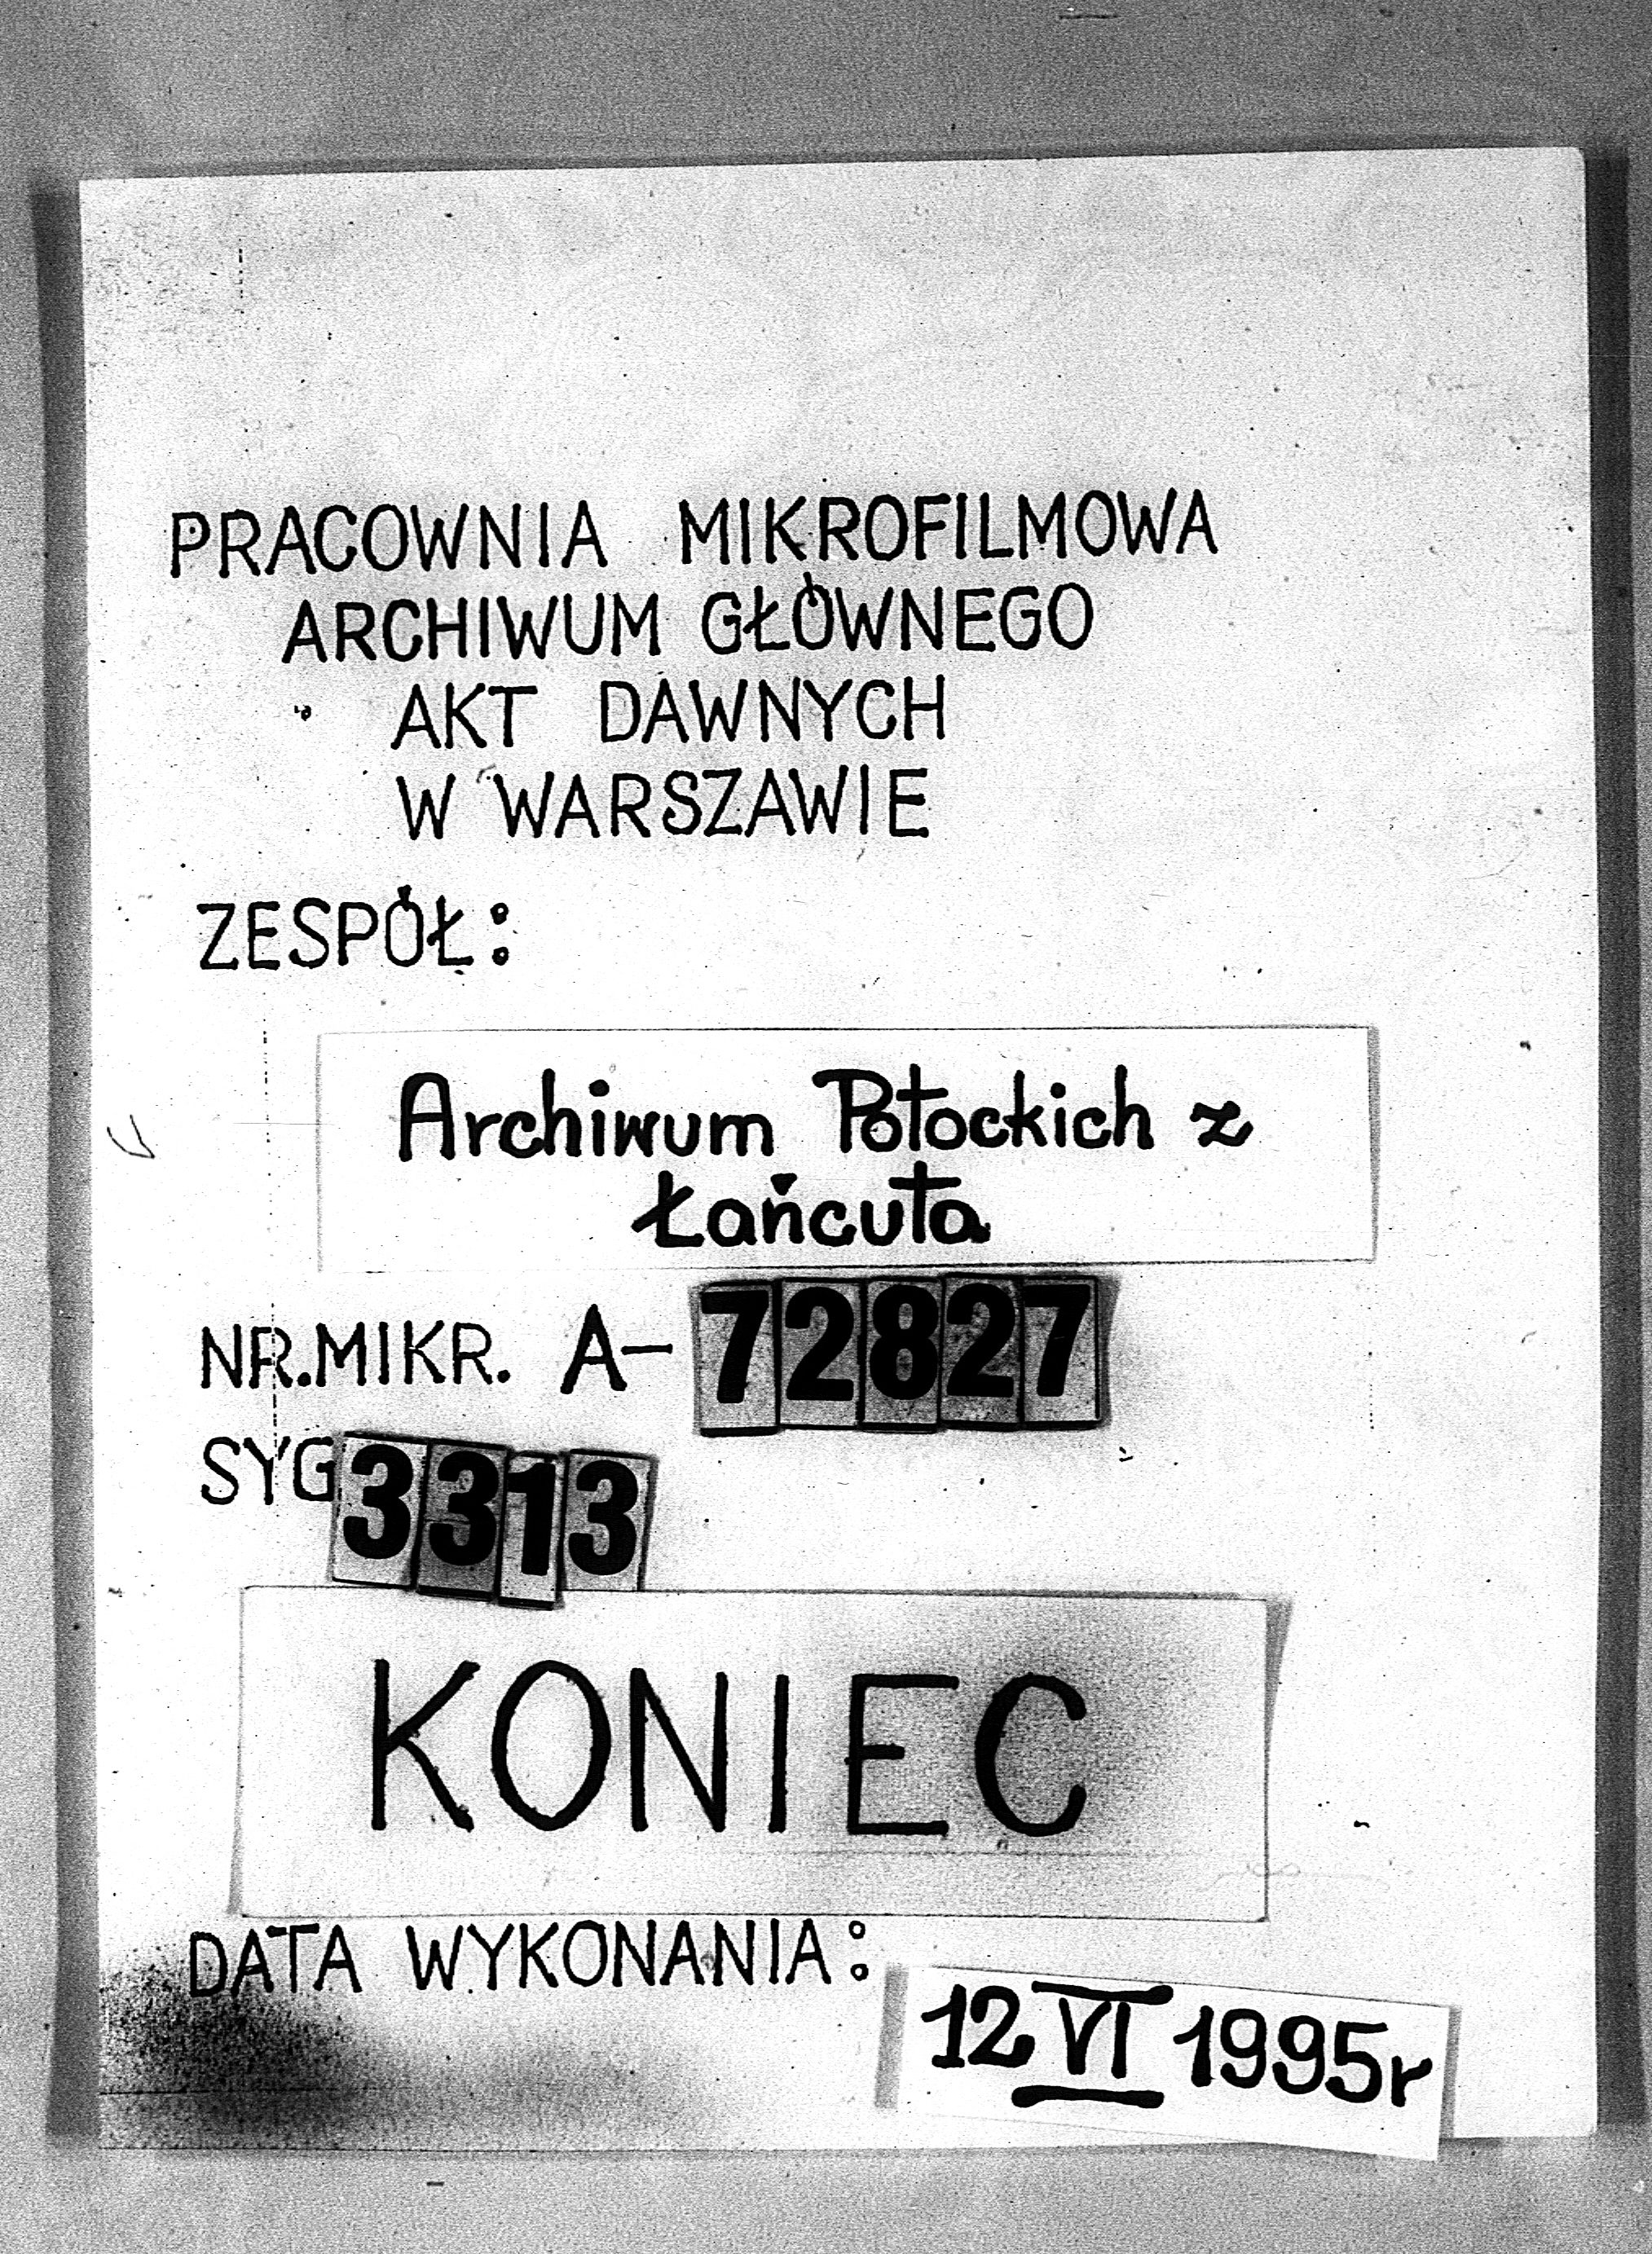 PRACOWNIA MIKROFILMOWA
ARCHIWUM GŁÓWNEGO
AKT DAWNYCH
W WARSZAWIE
ZESPÓŁ:
Archiwum Potockich z
Łańcuta
NR.MIKR. A-72827
SYG 3313
KONIEC
DATA WYKONANIA:
12 VI 1995r